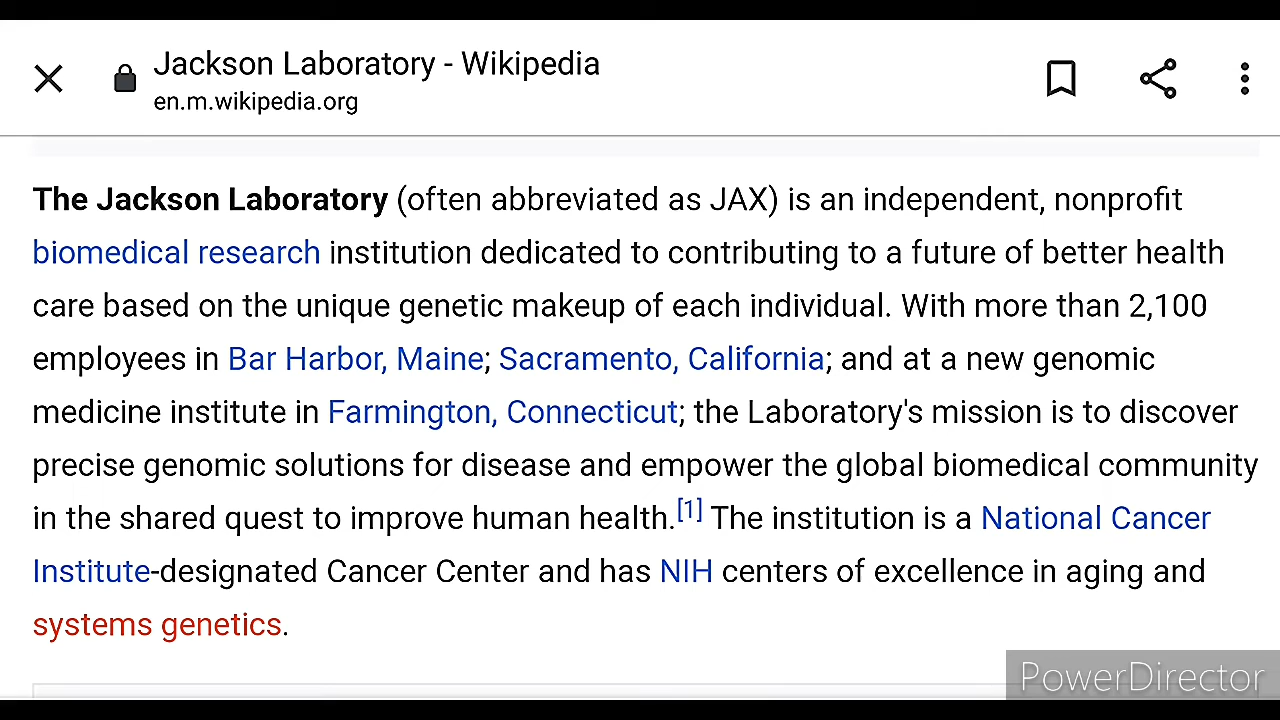 Jackson Laboratory - Wikipedia
en.m.wikipedia.org
The Jackson Laboratory (often abbreviated as JAX) is an independent, nonprofit
biomedical research institution dedicated to contributing to a future of better health
care based on the unique genetic makeup of each individual. With more than 2,100
employees in Bar Harbor, Maine; Sacramento, California; and at a new genomic
medicine institute in Farmington, Connecticut; the Laboratory's mission is to discover
precise genomic solutions for disease and empower the global biomedical community
in the shared quest to improve human health.[1] The institution is a National Cancer
Institute-designated Cancer Center and has NIH centers of excellence in aging and
systems genetics.
PowerDirector